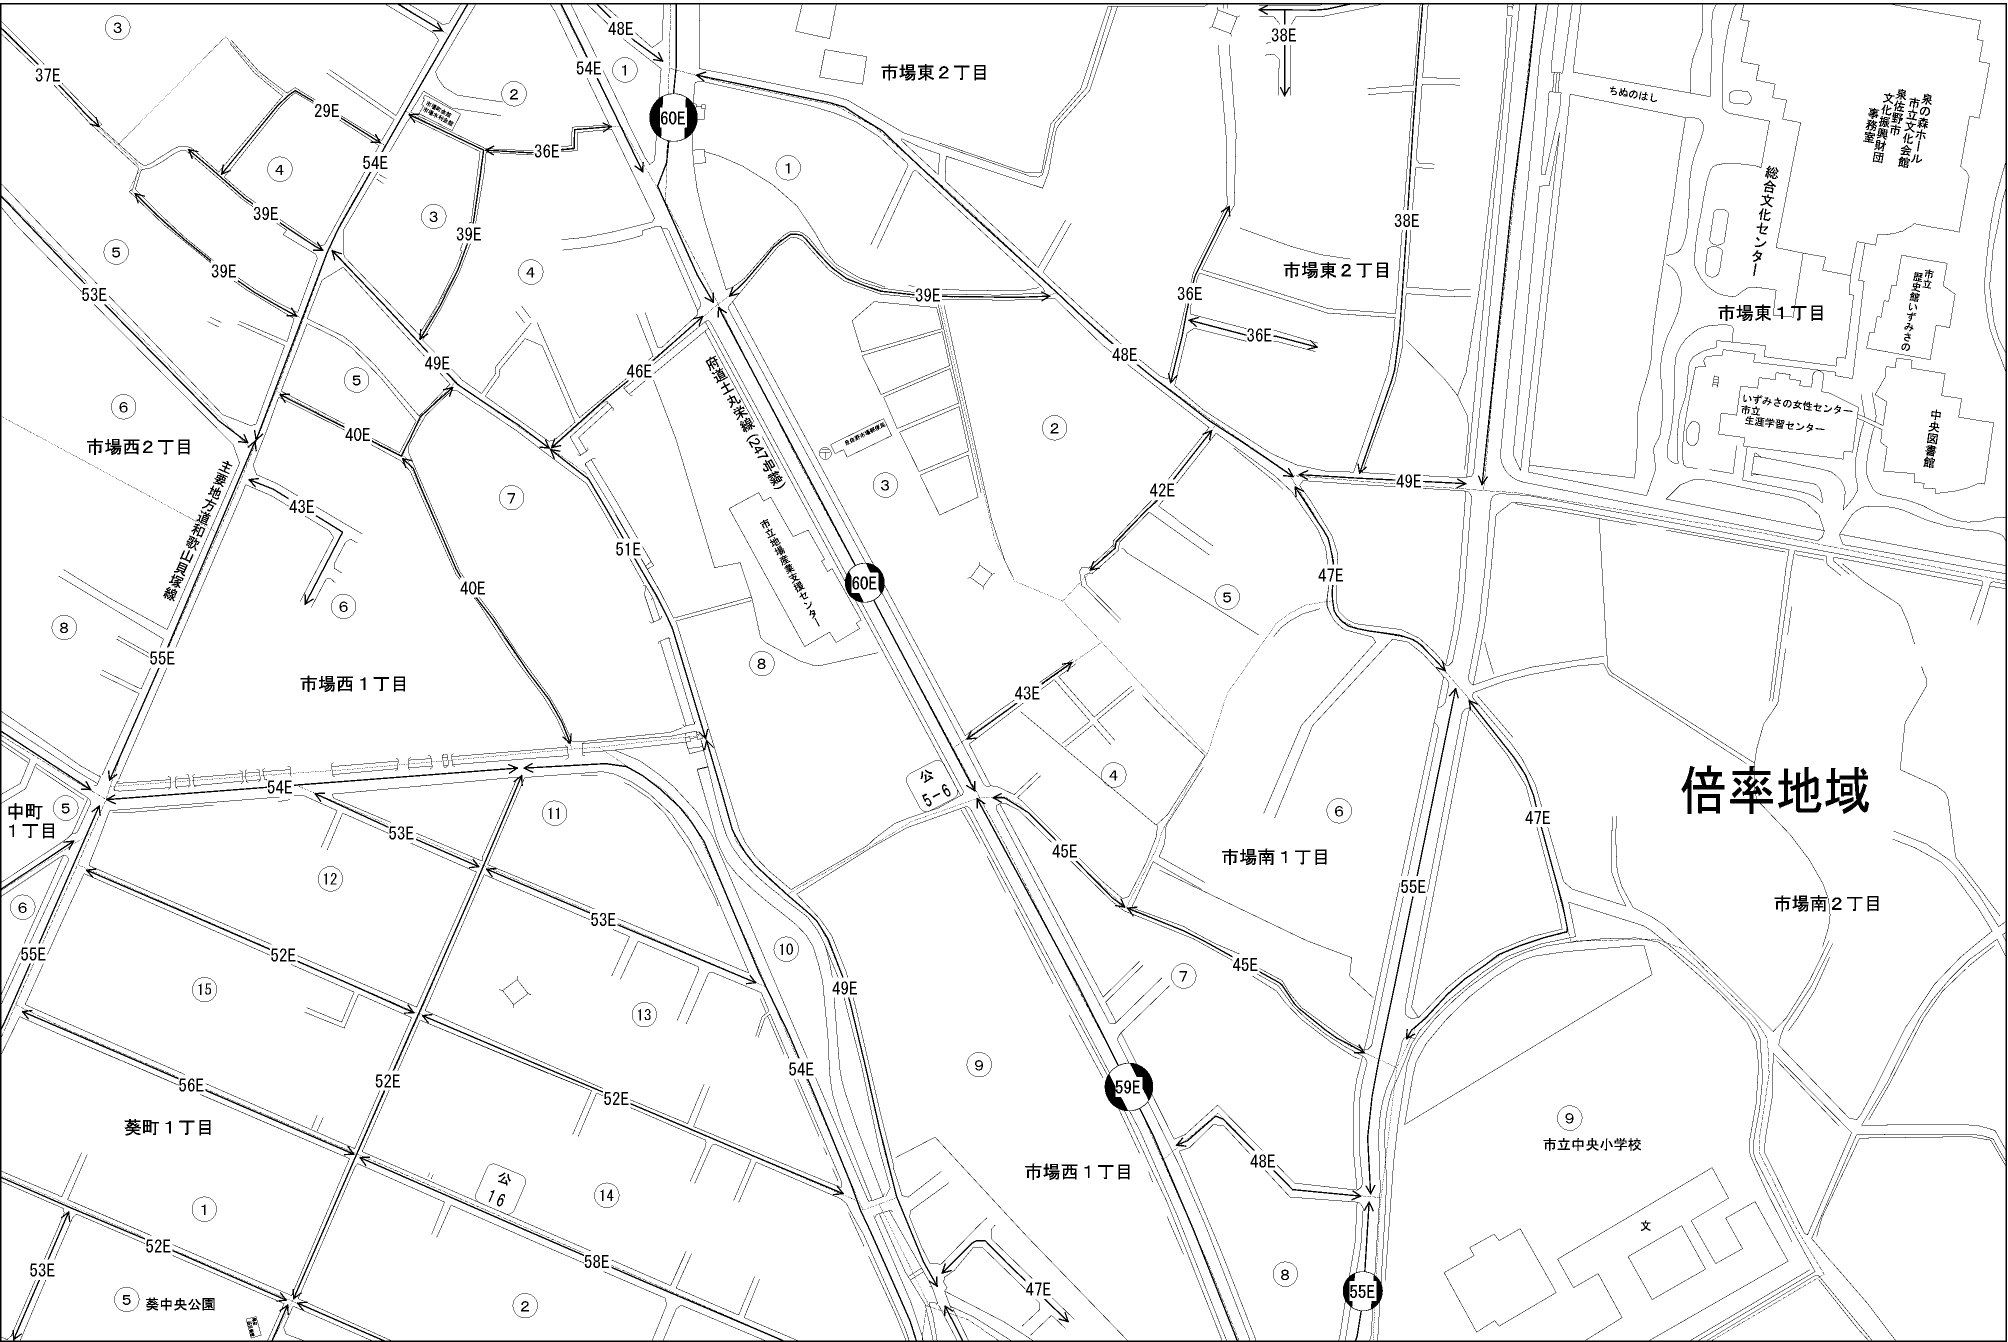 ③
37E
29E
54E
②
市場町会館
④
39E
39E
⑤
53E
③
39E
36E
48E
54E
①
60E
市場東２丁目
①
38E
38E
ちぬのはし
泉の森ホール
市立文化会館
泉佐野市
文化振興財団
事務室
総合文化センター
市場東２丁目
36E
36E
市場東１丁目
市立
歴史館いずみさの
いずみさの女性センター
市立
生涯学習センター
中央図書館
④
49E
⑤
40E
46E
39E
48E
府道土丸栄線(247号線)
⑥
市場西２丁目
主要地方道和歌山貝塚線
43E
⑦
51E
40E
⑥
⑧
55E
市場西１丁目
市立地場産業支援センター
⑧
泉佐野市場郵便局
③
②
60E
42E
49E
47E
⑤
43E
④
⑥
市場南１丁目
倍率地域
47E
市場南２丁目
55E
公
5-6
45E
45E
⑦
54E
⑪
53E
中町
１丁目
⑤
⑥
⑫
53E
52E
55E
⑮
⑩
49E
⑬
54E
⑨
59E
52E
52E
56E
葵町１丁目
公
16
⑭
58E
①
52E
53E
⑤
葵中央公園
②
47E
市場西１丁目
48E
⑧
55E
⑨
市立中央小学校
文